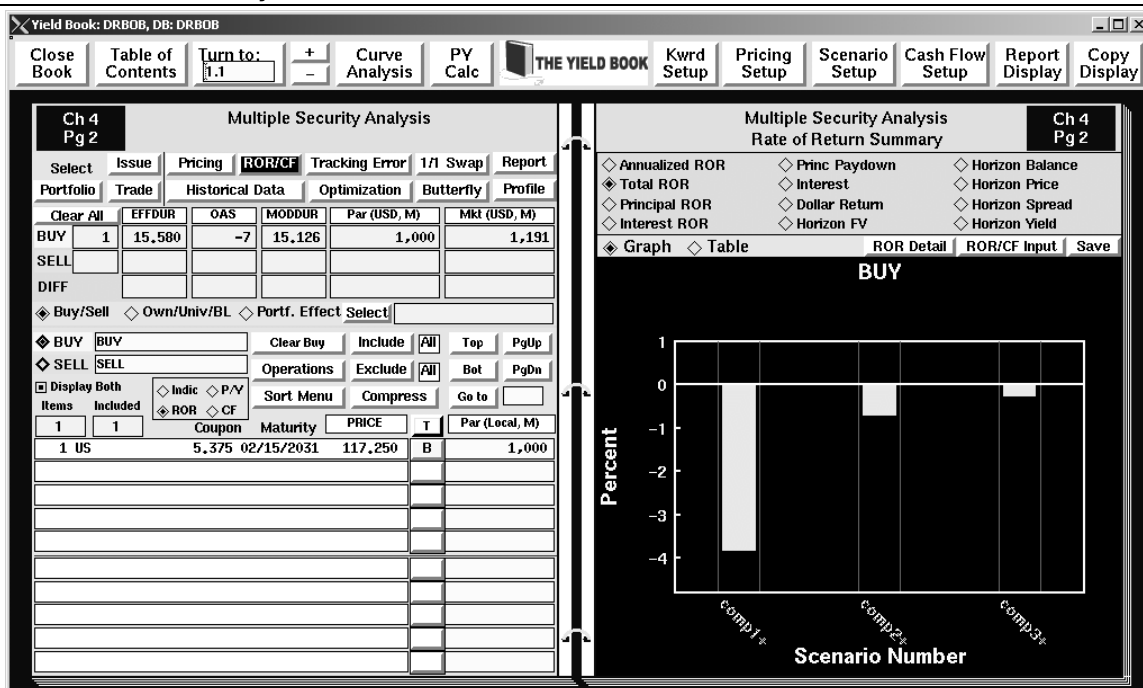 Yield Book: DRBOB, DB: DRBOB
Close Book
Table of Contents
Turn to: 1.1
+
−
Curve Analysis
PY Calc
THE YIELD BOOK
Kwrd Setup
Pricing Setup
Scenario Setup
Cash Flow Setup
Report Display
Copy Display
Ch 4
Pg 2
Multiple Security Analysis
Select Issue Pricing ROR/CF Tracking Error 1/1 Swap Report
Portfolio Trade Historical Data Optimization Butterfly Profile
Clear All EFFDUR OAS MODDUR Par (USD, M) Mkt (USD, M)
BUY 1 15.580 -7 15.126 1,000 1,191
SELL
DIFF
Buy/Sell Own/Univ/BL Portf. Effect Select
BUY BUY Clear Buy Include All Top PgUp
SELL SELL Operations Exclude All Bot PgDn
Display Both Indic P/Y Sort Menu Compress Go to
Items Included ROR CF
1 1 Coupon Maturity PRICE T Par (Local, M)
1 US 5.375 02/15/2031 117.250 B 1,000
Multiple Security Analysis
Rate of Return Summary
Ch 4
Pg 2
Annualized ROR Princ Paydown Horizon Balance
Total ROR Interest Horizon Price
Principal ROR Dollar Return Horizon Spread
Interest ROR Horizon FV Horizon Yield
Graph Table ROR Detail ROR/CF Input Save
BUY
1
0
-1
-2
-3
-4
Percent
comp1+ comp2+ comp3+
Scenario Number